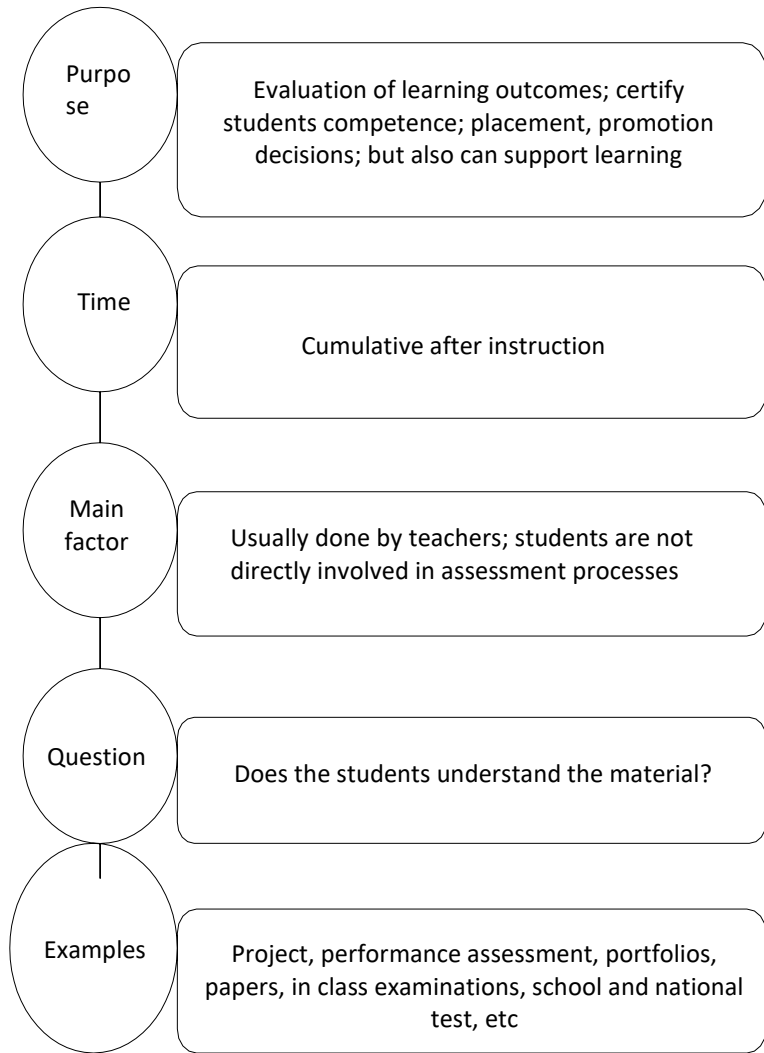 Purpo
se
Evaluation of learning outcomes; certify
students competence; placement, promotion
decisions; but also can support learning
Time
Cumulative after instruction
Main
factor
Usually done by teachers; students are not
directly involved in assessment processes
Question
Does the students understand the material?
Examples
Project, performance assessment, portfolios,
papers, in class examinations, school and national
test, etc